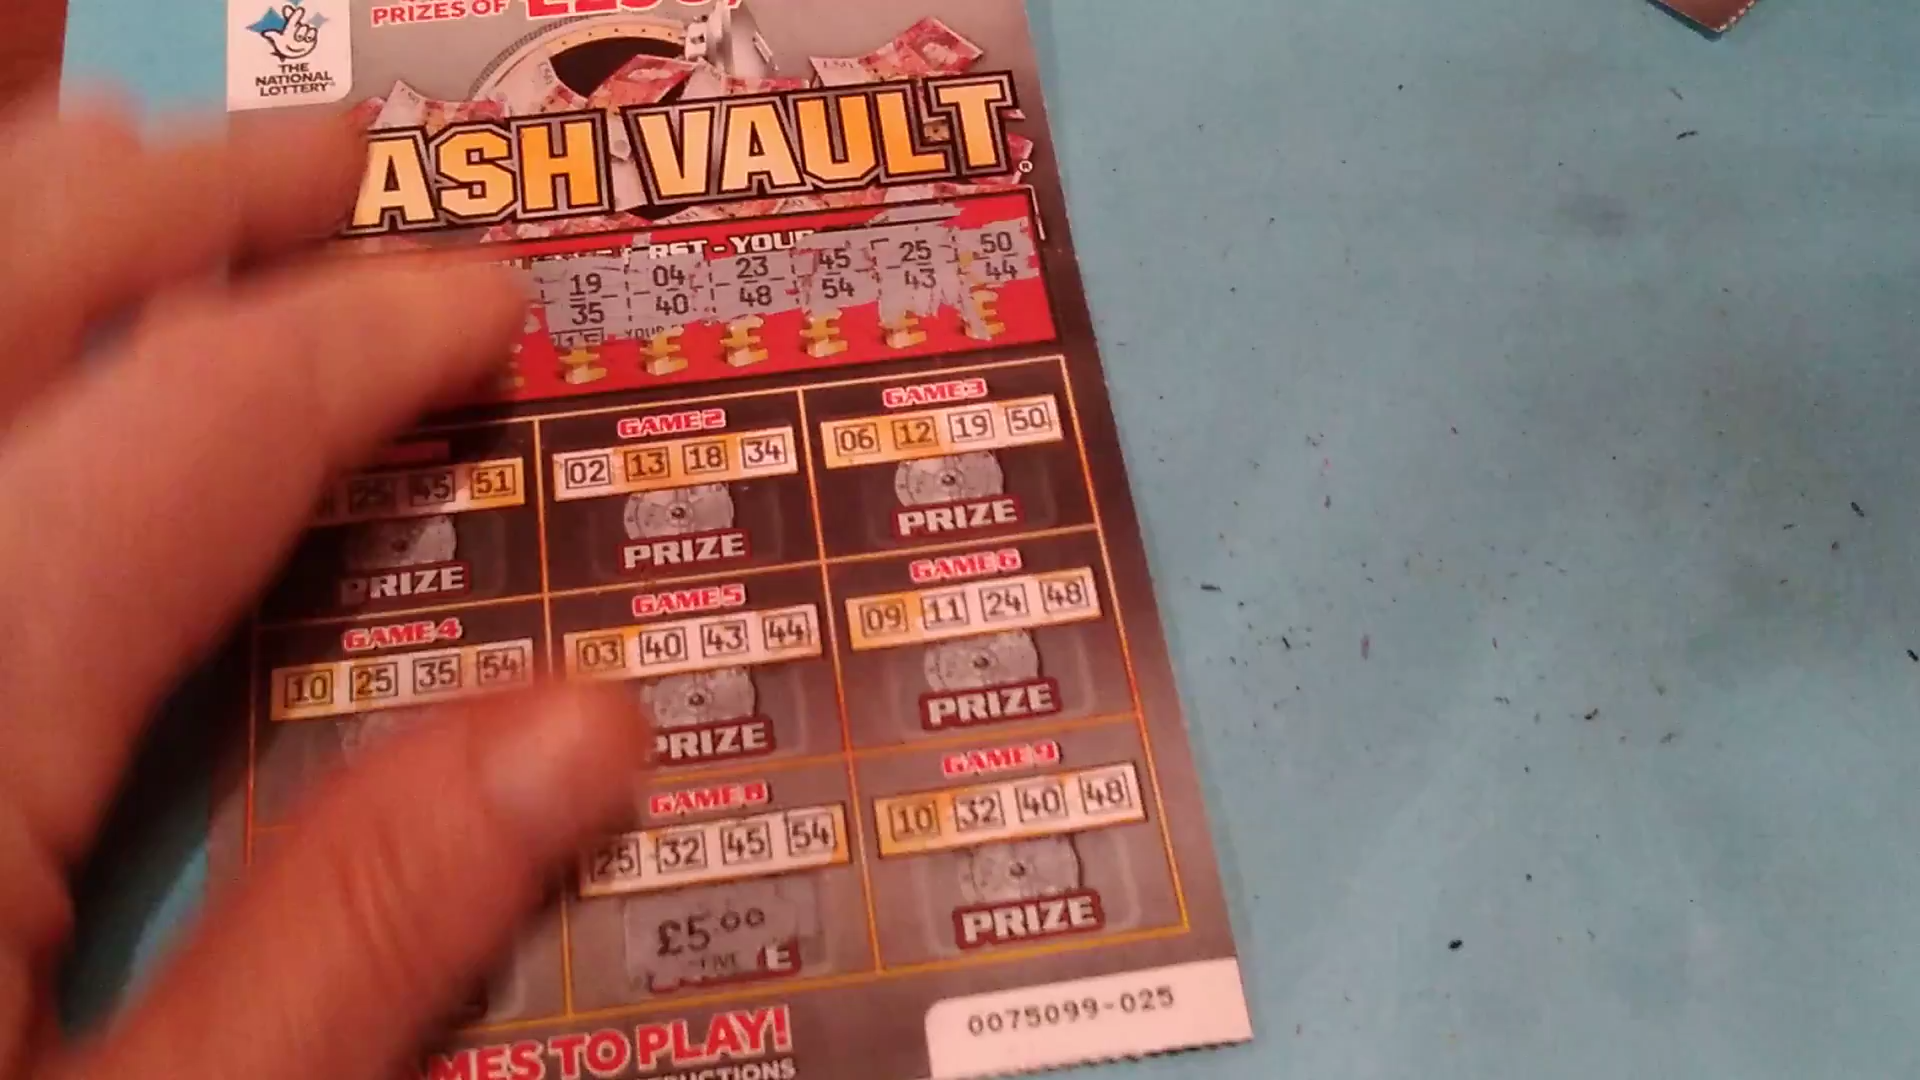 PRIZES OF
THE
NATIONAL
LOTTERY
ASH VAULT
19 04 23 45 25 50
35 40 48 54 43 44
GAME 2
GAME 3
25 45 51
02 13 18 34
06 12 19 50
PRIZE
PRIZE
PRIZE
GAME 4
GAME 5
GAME 6
10 25 35 54
03 40 43 44
09 11 24 48
PRIZE
PRIZE
GAME 8
GAME 9
25 32 45 54
10 32 40 48
£5.00
PRIZE
MES TO PLAY!
0075099-025